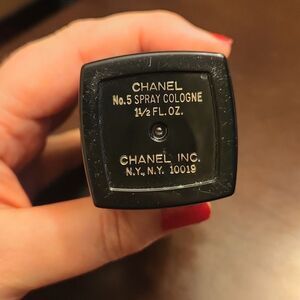 CHANEL
No.5 SPRAY COLOGNE
1½ FL. OZ.
CHANEL INC.
N.Y., N.Y. 10019